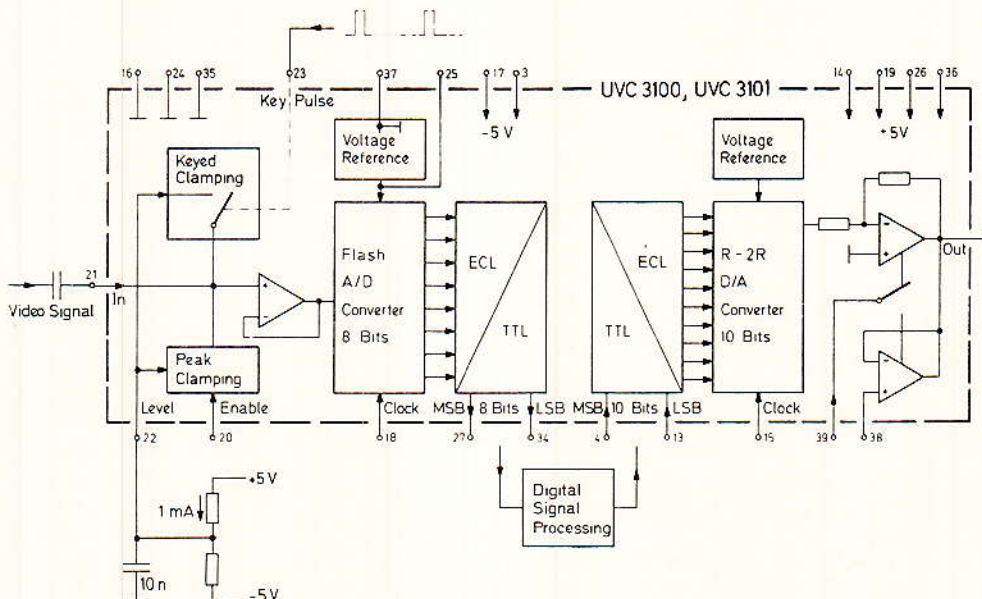 16 24 35 23 37 25 17 3 14 19 26 36
UVC 3100, UVC 3101
Key Pulse
-5 V
+5V
Voltage
Reference
Voltage
Reference
Keyed
Clamping
Flash
A/D
Converter
8 Bits
ECL
TTL
ECL
TTL
R-2R
D/A
Converter
10 Bits
Out
21
In
Video Signal
Peak
Clamping
Level Enable
Clock
MSB 8 Bits LSB
MSB 10 Bits LSB
Clock
22 20 18 27 34 4 13 15 39 38
+5V
1 mA
10 n
-5V
Digital
Signal
Processing